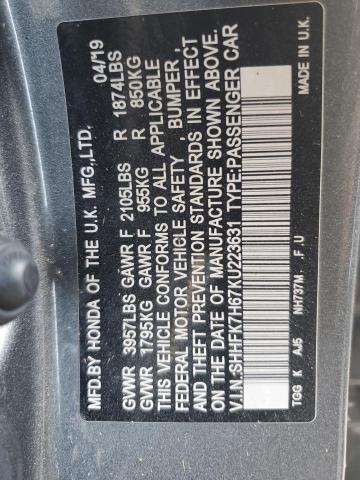 MFD.BY HONDA OF THE U.K. MFG.,LTD. 04/19
GVWR 3957LBS GAWR F 2105LBS R 1874LBS
GVWR 1795KG GAWR F 955KG R 850KG
THIS VEHICLE CONFORMS TO ALL APPLICABLE
FEDERAL MOTOR VEHICLE SAFETY , BUMPER ,
AND THEFT PREVENTION STANDARDS IN EFFECT
ON THE DATE OF MANUFACTURE SHOWN ABOVE.
V.I.N.:SHHFK7H67KU223631 TYPE:PASSENGER CAR
TGG K AJ5 NH737M .F .U MADE IN U.K.